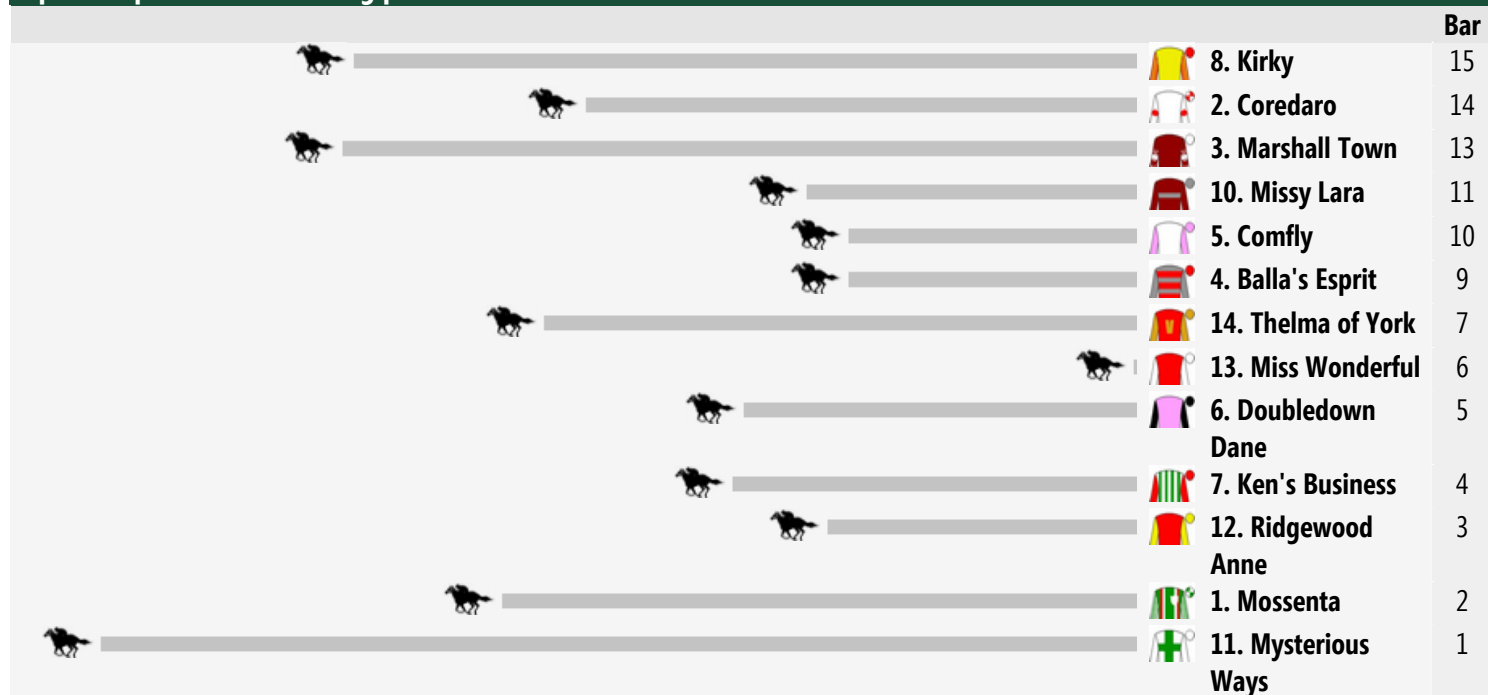 Bar
8. Kirky 15
2. Coredaro 14
3. Marshall Town 13
10. Missy Lara 11
5. Comfly 10
4. Balla's Esprit 9
14. Thelma of York 7
13. Miss Wonderful 6
6. Doubledown 5
Dane
7. Ken's Business 4
12. Ridgewood 3
Anne
1. Mossenta 2
11. Mysterious 1
Ways